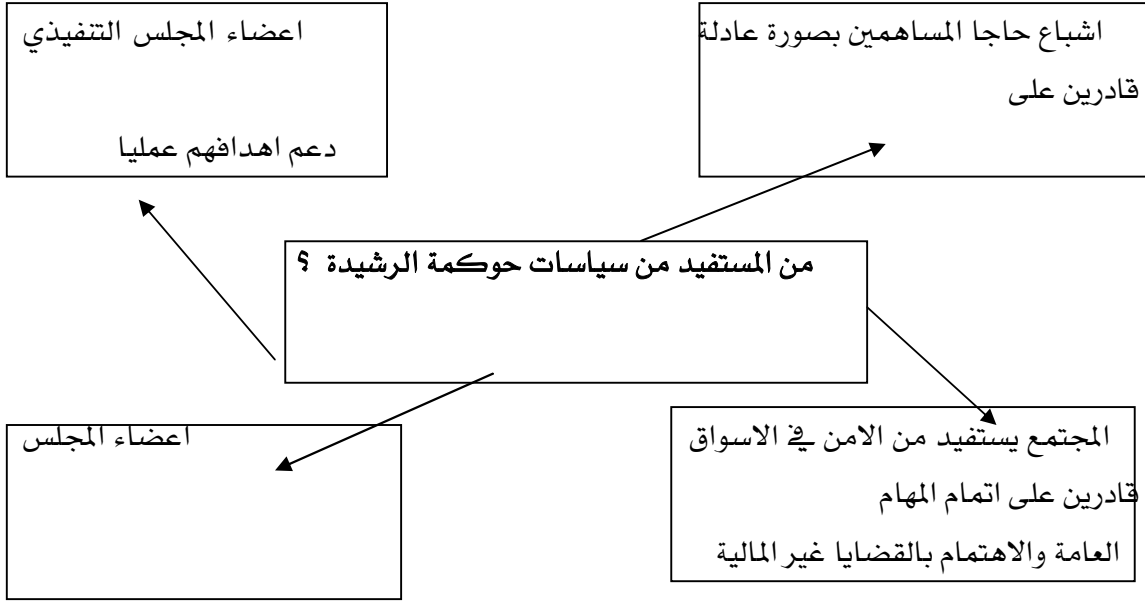 اشباع حاجا المساهمين بصورة عادلة
قادرين على
اعضاء المجلس التنفيذي
دعم اهدافهم عمليا
من المستفيد من سياسات حوكمة الرشيدة ؟
المجتمع يستفيد من الامن في الاسواق
قادرين على اتمام المهام
العامة والاهتمام بالقضايا غير المالية
اعضاء المجلس